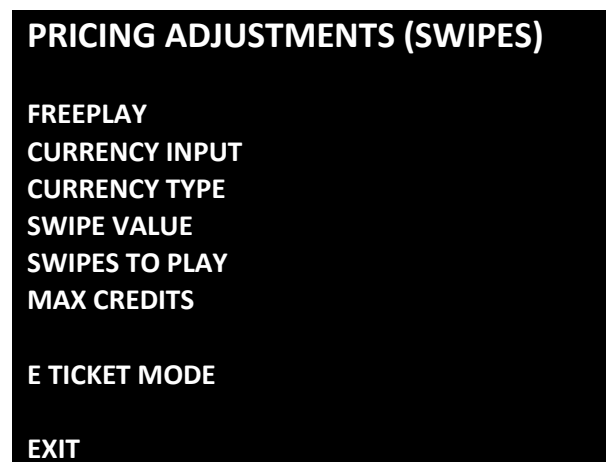 PRICING ADJUSTMENTS (SWIPES)
FREEPLAY
CURRENCY INPUT
CURRENCY TYPE
SWIPE VALUE
SWIPES TO PLAY
MAX CREDITS
E TICKET MODE
EXIT